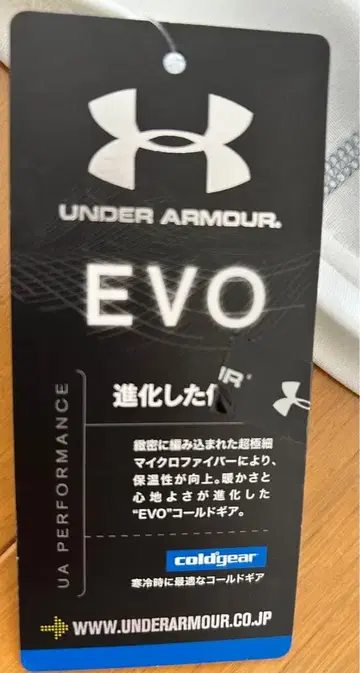 UNDER ARMOUR®
EVO
進化した
UA PERFORMANCE
緻密に編み込まれた超極細
マイクロファイバーにより、
保温性が向上。暖かさと
心地よさが進化した
“EVO”コールドギア。
coldgear
寒冷時に最適なコールドギア
WWW.UNDERARMOUR.CO.JP